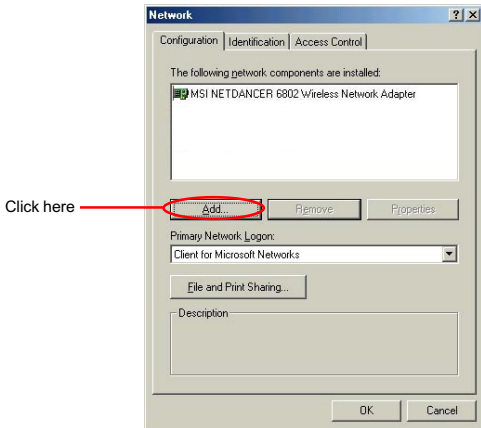 Network
Configuration Identification Access Control
The following network components are installed:
MSI NETDANCER 6802 Wireless Network Adapter
Click here
Add... Remove Properties
Primary Network Logon:
Client for Microsoft Networks
File and Print Sharing...
Description
OK Cancel